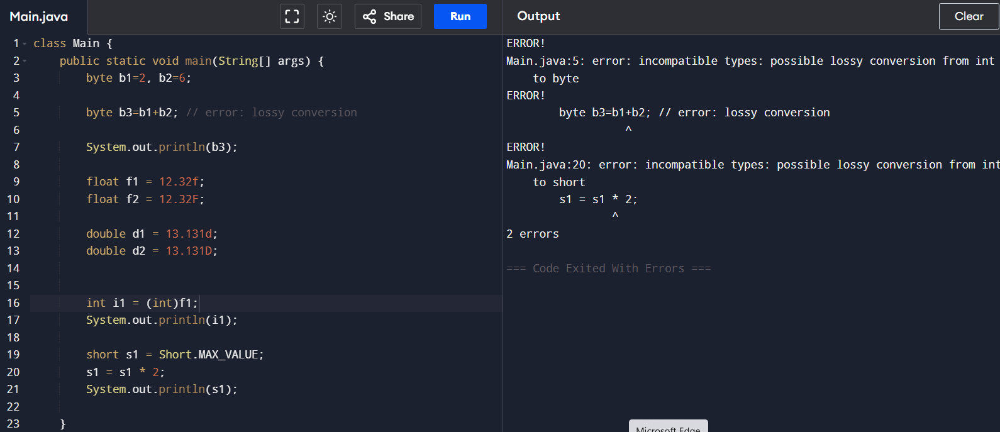 Main.java
Share
Run
Output
Clear
1 class Main {
2     public static void main(String[] args) {
3         byte b1=2, b2=6;
4
5         byte b3=b1+b2; // error: lossy conversion
6
7         System.out.println(b3);
8
9         float f1 = 12.32f;
10         float f2 = 12.32F;
11
12         double d1 = 13.131d;
13         double d2 = 13.131D;
14
15
16         int i1 = (int)f1;
17         System.out.println(i1);
18
19         short s1 = Short.MAX_VALUE;
20         s1 = s1 * 2;
21         System.out.println(s1);
22
23     }
ERROR!
Main.java:5: error: incompatible types: possible lossy conversion from int
    to byte
ERROR!
        byte b3=b1+b2; // error: lossy conversion
                  ^
ERROR!
Main.java:20: error: incompatible types: possible lossy conversion from int
    to short
        s1 = s1 * 2;
                ^
2 errors

=== Code Exited With Errors ===
Microsoft Edge